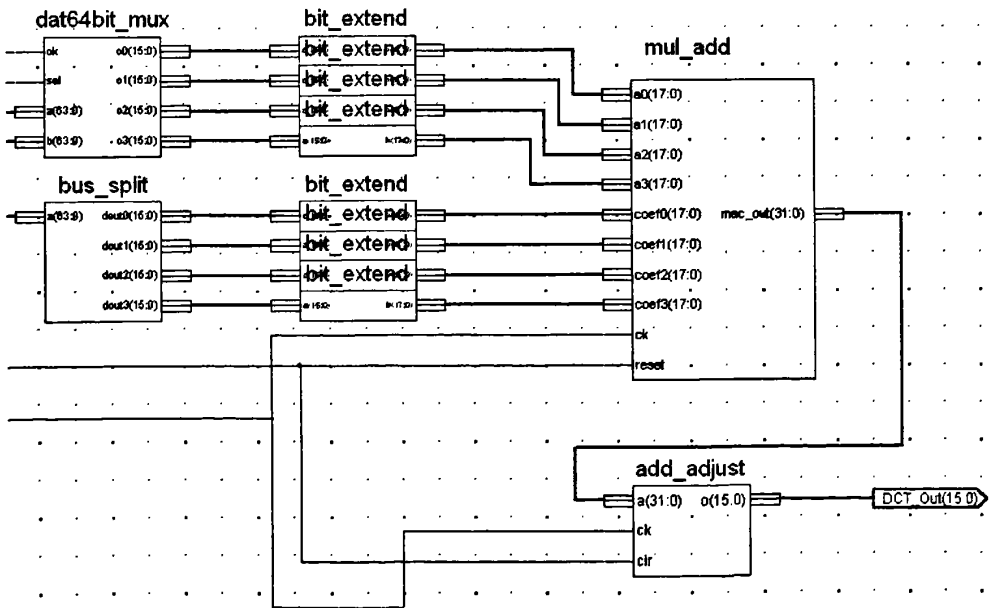 dat64bit_mux
bit_extend
mul_add
ok
sel
a(63:0)
b(63:0)
o0(15:0)
o1(15:0)
o2(15:0)
o3(15:0)
bit_extend
bit_extend
bit_extend
a0(17:0)
a1(17:0)
a2(17:0)
a3(17:0)
coef0(17:0)
coef1(17:0)
coef2(17:0)
coef3(17:0)
ck
reset
mac_out(31:0)
bus_split
a(63:0)
dout0(15:0)
dout1(15:0)
dout2(15:0)
dout3(15:0)
bit_extend
bit_extend
bit_extend
bit_extend
add_adjust
a(31:0)
o(15:0)
ck
clr
DCT_Out(15:0)